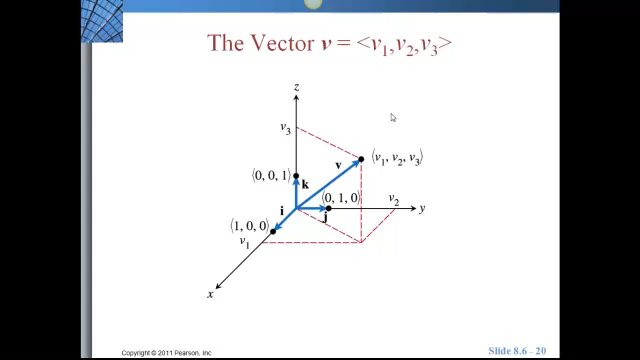 The Vector v = <v₁,v₂,v₃>
z
v₃
⟨v₁, v₂, v₃⟩
v
⟨0, 0, 1⟩
k
⟨0, 1, 0⟩
v₂
i
j
y
⟨1, 0, 0⟩
v₁
x
Copyright © 2011 Pearson, Inc.
Slide 8.6 - 20